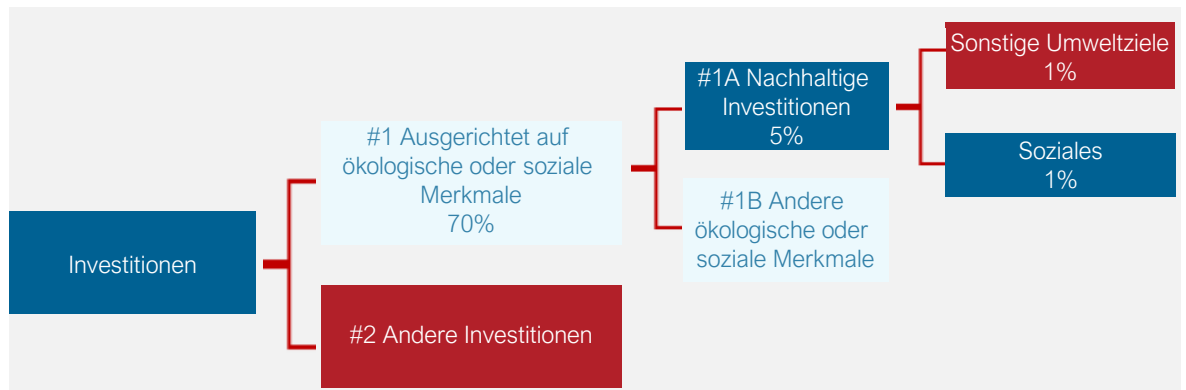 Investitionen
#1 Ausgerichtet auf
ökologische oder soziale
Merkmale
70%
#2 Andere Investitionen
#1A Nachhaltige
Investitionen
5%
#1B Andere
ökologische oder
soziale Merkmale
Sonstige Umweltziele
1%
Soziales
1%